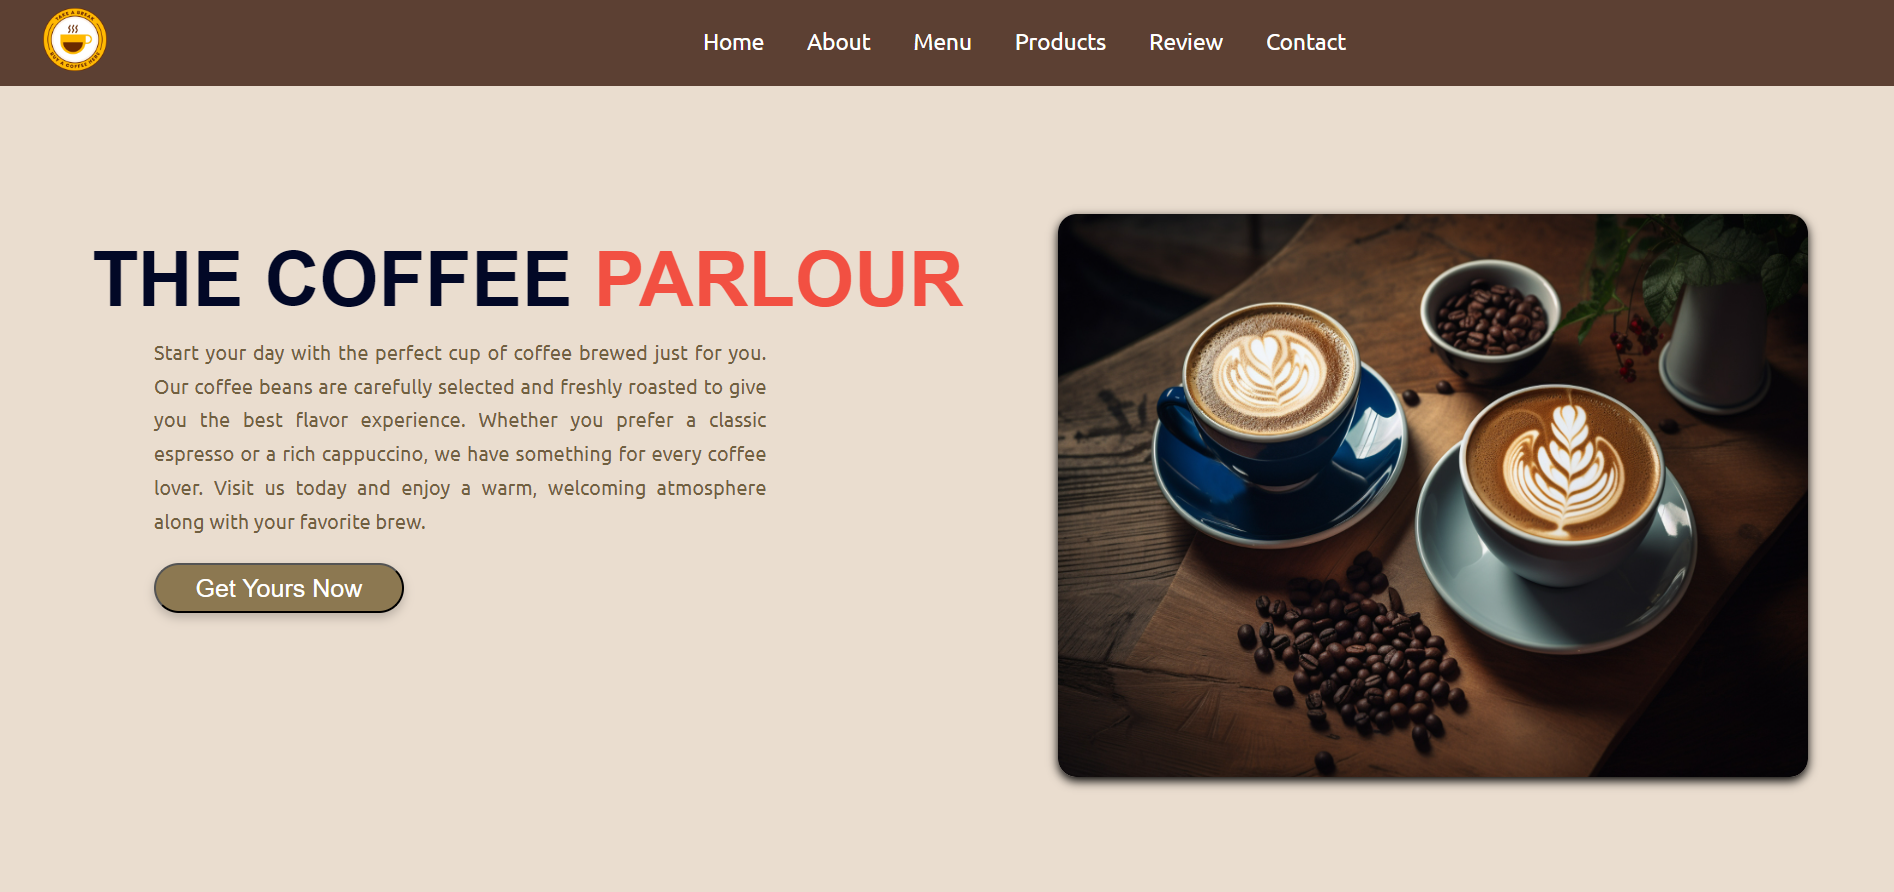 TAKE A BREAK
BUY A COFFEE HERE
Home About Menu Products Review Contact
THE COFFEE PARLOUR
Start your day with the perfect cup of coffee brewed just for you.
Our coffee beans are carefully selected and freshly roasted to give
you the best flavor experience. Whether you prefer a classic
espresso or a rich cappuccino, we have something for every coffee
lover. Visit us today and enjoy a warm, welcoming atmosphere
along with your favorite brew.
Get Yours Now